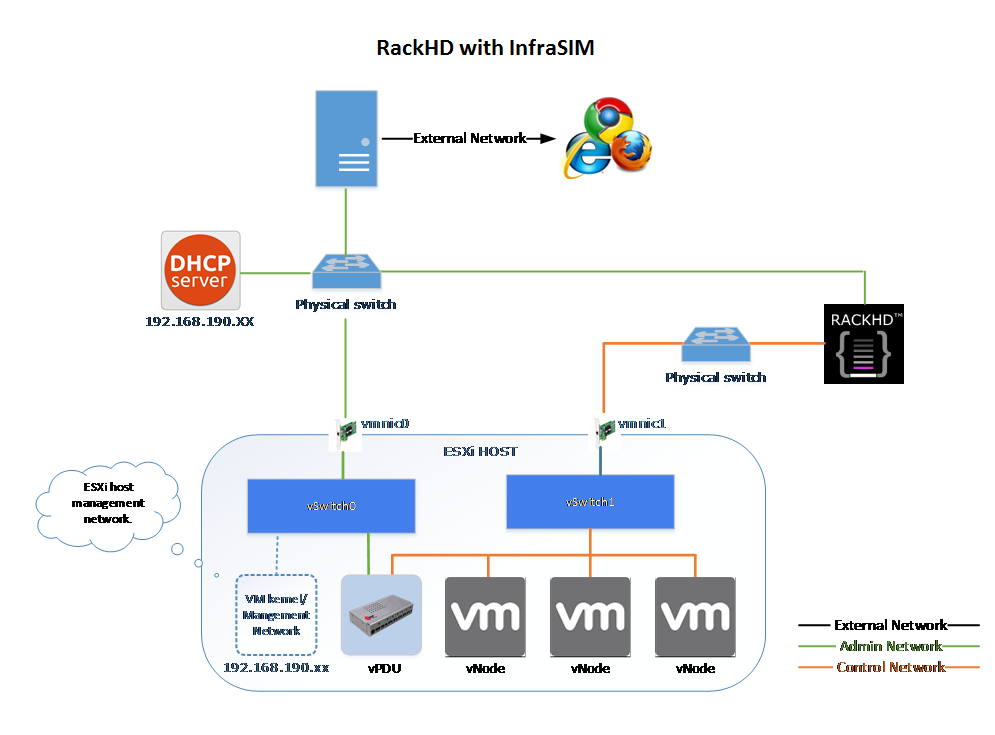 RackHD with InfraSIM
External Network
DHCP
server
192.168.190.XX
Physical switch
RACKHD™
Physical switch
vmnic0
vmnic1
ESXi HOST
ESXi host
management
network.
vSwitch0
vSwitch1
VM kernel/
Mangement
Network
192.168.190.xx
vPDU
vm
vNode
vm
vNode
vm
vNode
External Network
Admin Network
Control Network